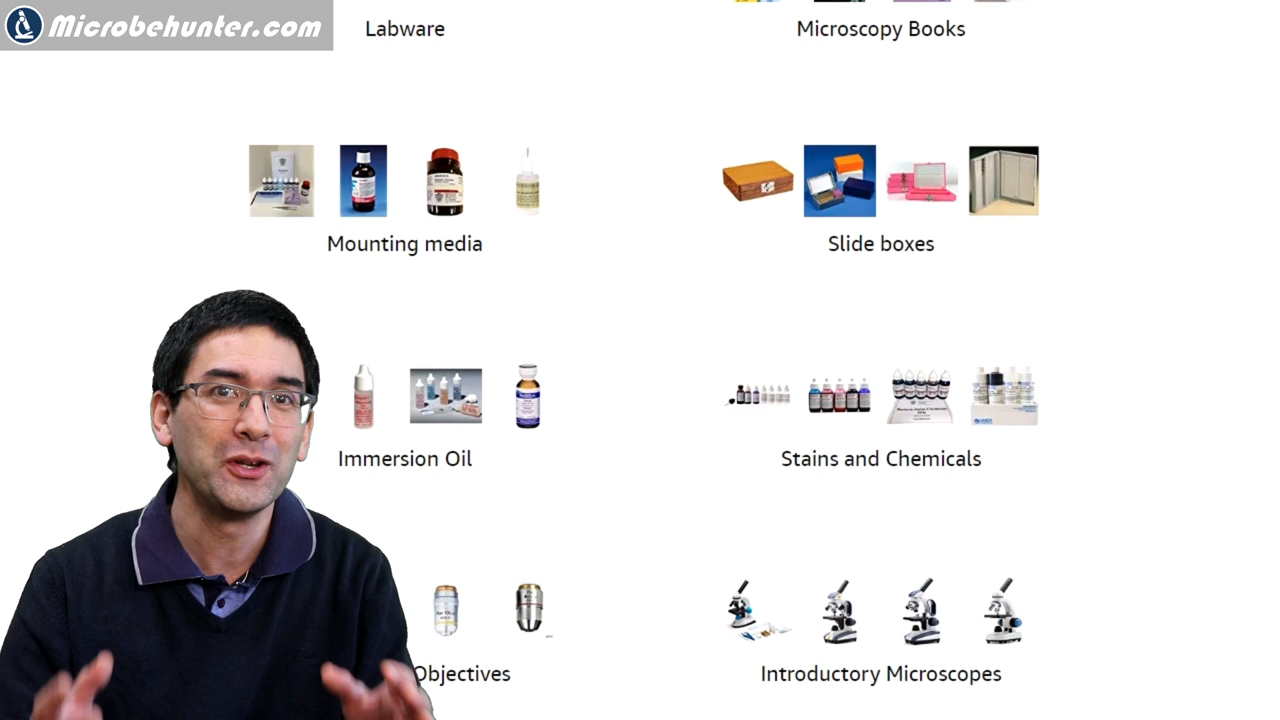 Microbehunter.com
Labware
Microscopy Books
Mounting media
Slide boxes
Immersion Oil
Stains and Chemicals
Objectives
Introductory Microscopes